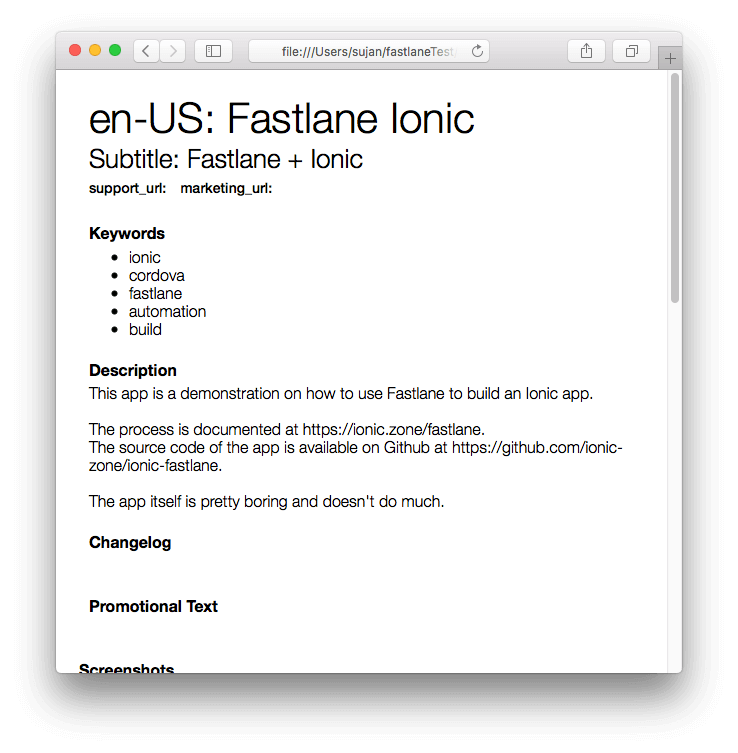 file:///Users/sujan/fastlaneTest
en-US: Fastlane Ionic
Subtitle: Fastlane + Ionic
support_url: marketing_url:
Keywords
ionic
cordova
fastlane
automation
build
Description
This app is a demonstration on how to use Fastlane to build an Ionic app.
The process is documented at https://ionic.zone/fastlane.
The source code of the app is available on Github at https://github.com/ionic-
zone/ionic-fastlane.
The app itself is pretty boring and doesn't do much.
Changelog
Promotional Text
Screenshots